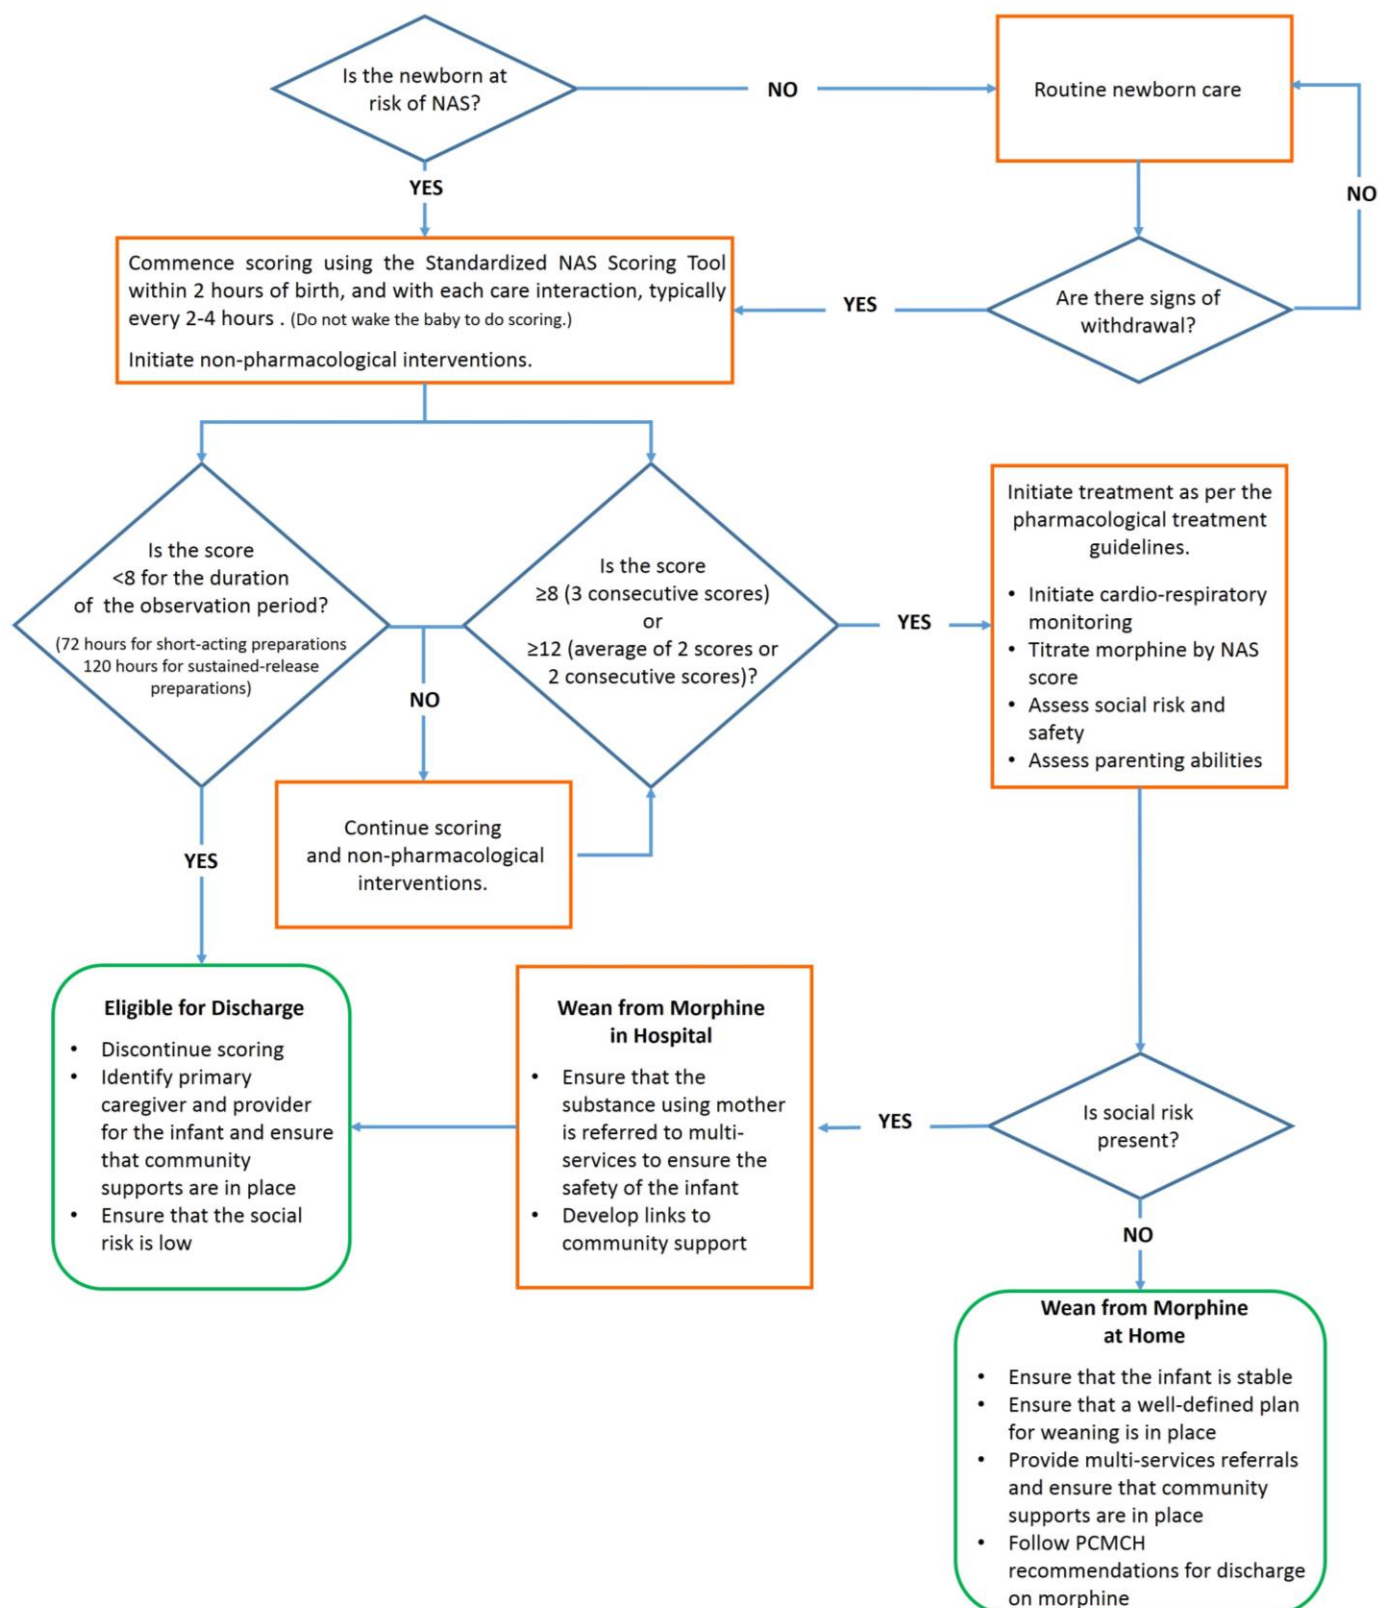 Is the newborn at
risk of NAS?
NO
Routine newborn care
YES
NO
Commence scoring using the Standardized NAS Scoring Tool
within 2 hours of birth, and with each care interaction, typically
every 2-4 hours . (Do not wake the baby to do scoring.)
Initiate non-pharmacological interventions.
YES
Are there signs of
withdrawal?
Is the score
<8 for the duration
of the observation period?
(72 hours for short-acting preparations
120 hours for sustained-release
preparations)
NO
Is the score
≥8 (3 consecutive scores)
or
≥12 (average of 2 scores or
2 consecutive scores)?
YES
Initiate treatment as per the
pharmacological treatment
guidelines.
• Initiate cardio-respiratory
monitoring
• Titrate morphine by NAS
score
• Assess social risk and
safety
• Assess parenting abilities
YES
Continue scoring
and non-pharmacological
interventions.
Eligible for Discharge
• Discontinue scoring
• Identify primary
caregiver and provider
for the infant and ensure
that community
supports are in place
• Ensure that the social
risk is low
Wean from Morphine
in Hospital
• Ensure that the
substance using mother
is referred to multi-
services to ensure the
safety of the infant
• Develop links to
community support
YES
Is social risk
present?
NO
Wean from Morphine
at Home
• Ensure that the infant is stable
• Ensure that a well-defined plan
for weaning is in place
• Provide multi-services referrals
and ensure that community
supports are in place
• Follow PCMCH
recommendations for discharge
on morphine